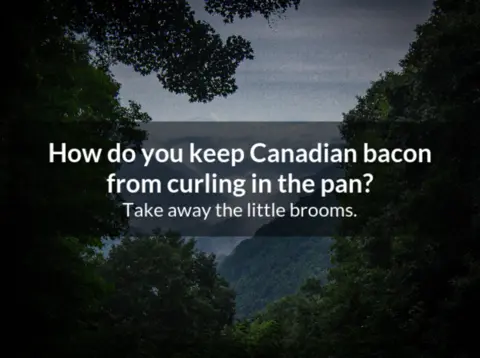 How do you keep Canadian bacon
from curling in the pan?
Take away the little brooms.